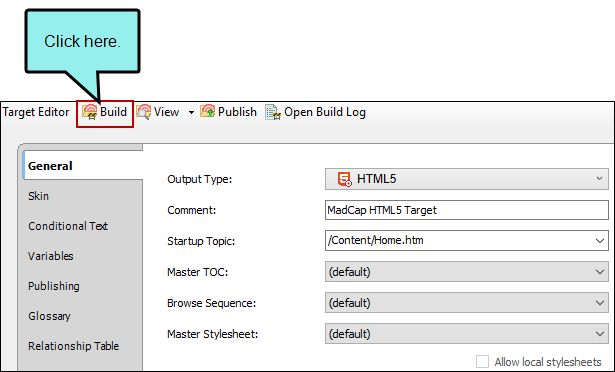 Click here.
Target Editor Build View Publish Open Build Log
General
Skin
Conditional Text
Variables
Publishing
Glossary
Relationship Table
Output Type: HTML5
Comment: MadCap HTML5 Target
Startup Topic: /Content/Home.htm
Master TOC: (default)
Browse Sequence: (default)
Master Stylesheet: (default)
Allow local stylesheets